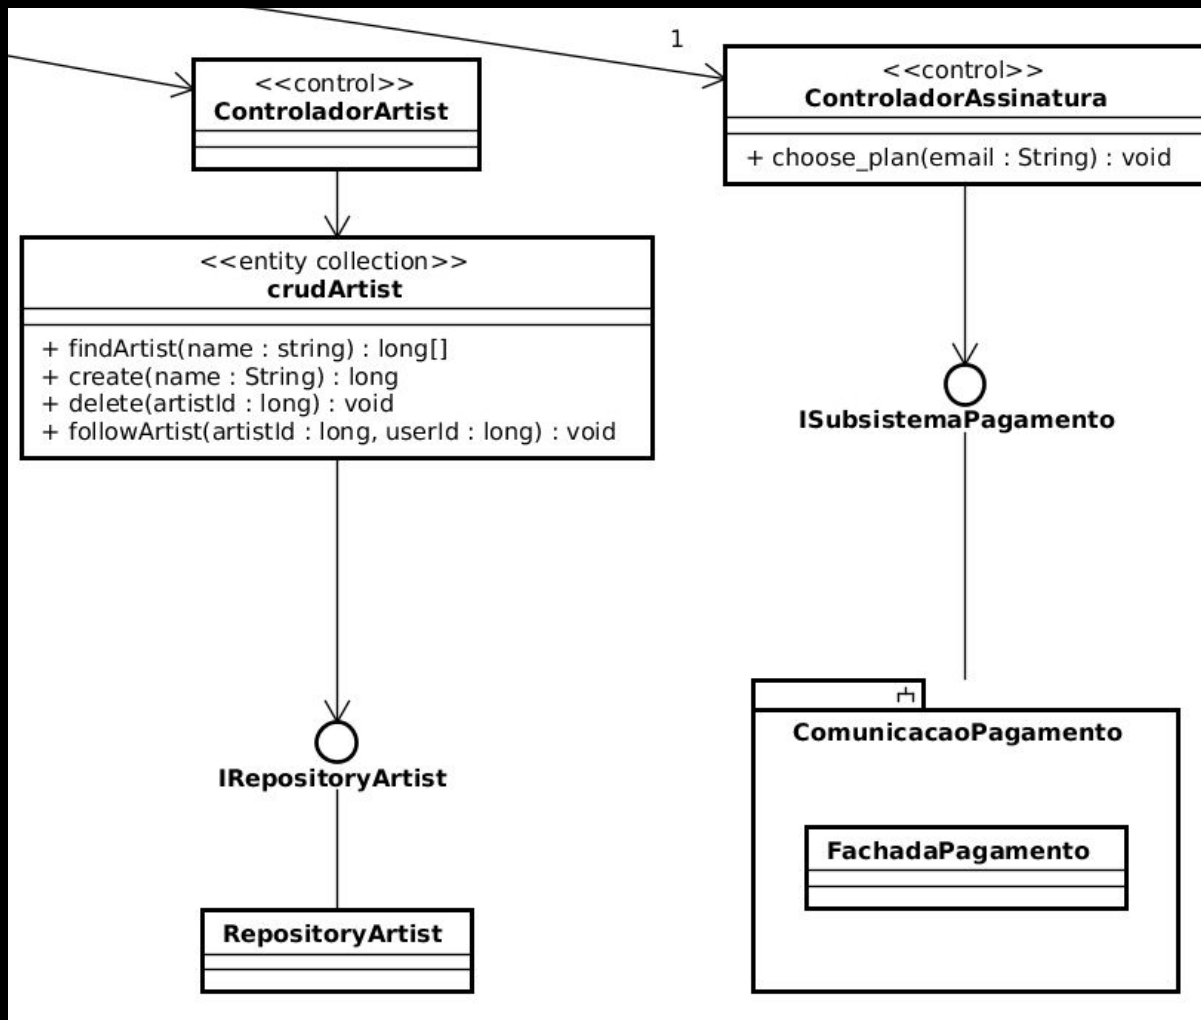 <<control>>
ControladorArtist
<<entity collection>>
crudArtist
+ findArtist(name : string) : long[]
+ create(name : String) : long
+ delete(artistId : long) : void
+ followArtist(artistId : long, userId : long) : void
IRepositoryArtist
RepositoryArtist
1
<<control>>
ControladorAssinatura
+ choose_plan(email : String) : void
ISubsistemaPagamento
ComunicacaoPagamento
FachadaPagamento